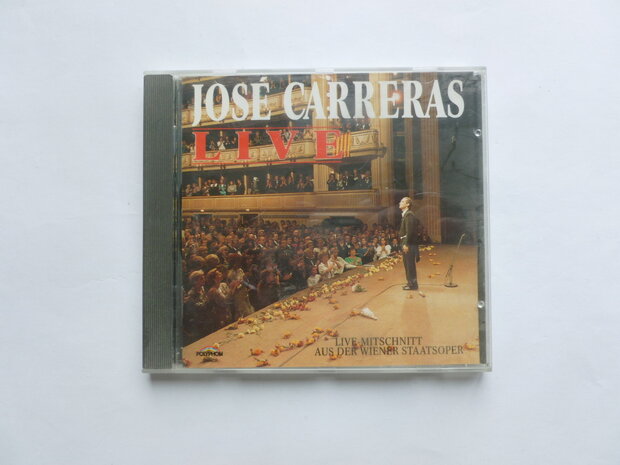 JOSÉ CARRERAS
LIVE
LIVE-MITSCHNITT
AUS DER WIENER STAATSOPER
POLYPHON